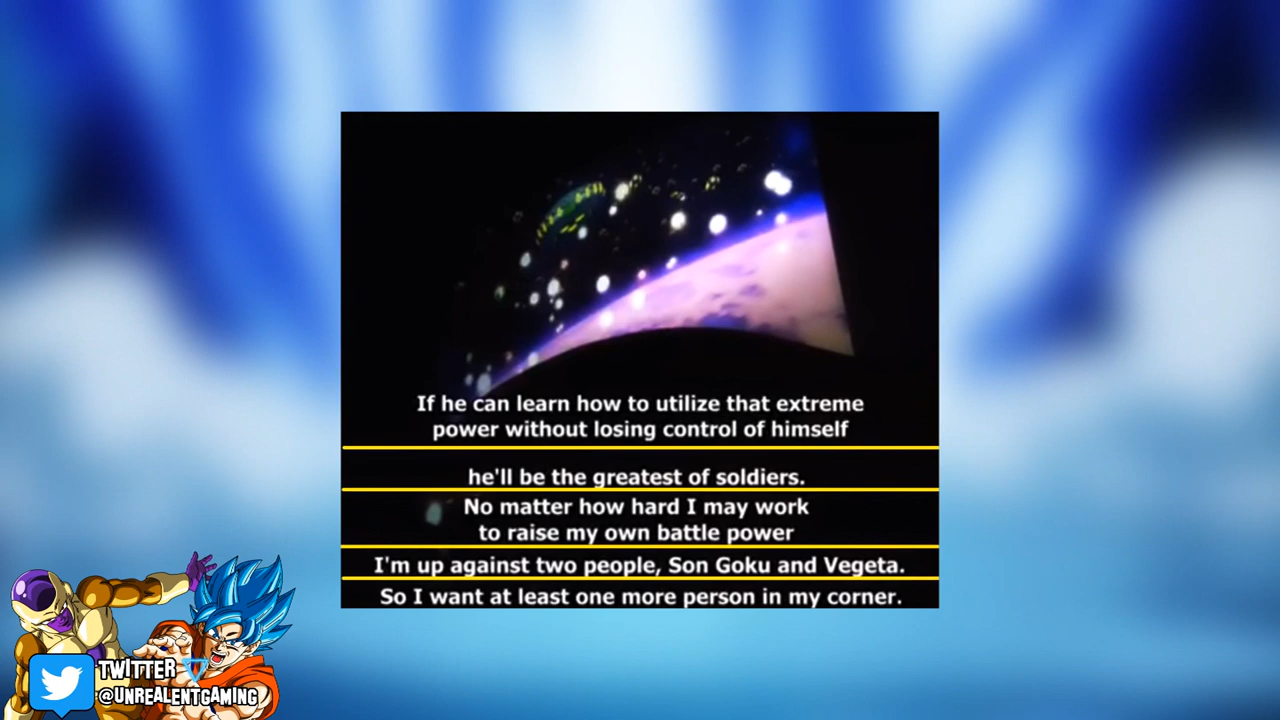 If he can learn how to utilize that extreme
power without losing control of himself
he'll be the greatest of soldiers.
No matter how hard I may work
to raise my own battle power
I'm up against two people, Son Goku and Vegeta.
So I want at least one more person in my corner.
TWITTER
@UNREALENTGAMING